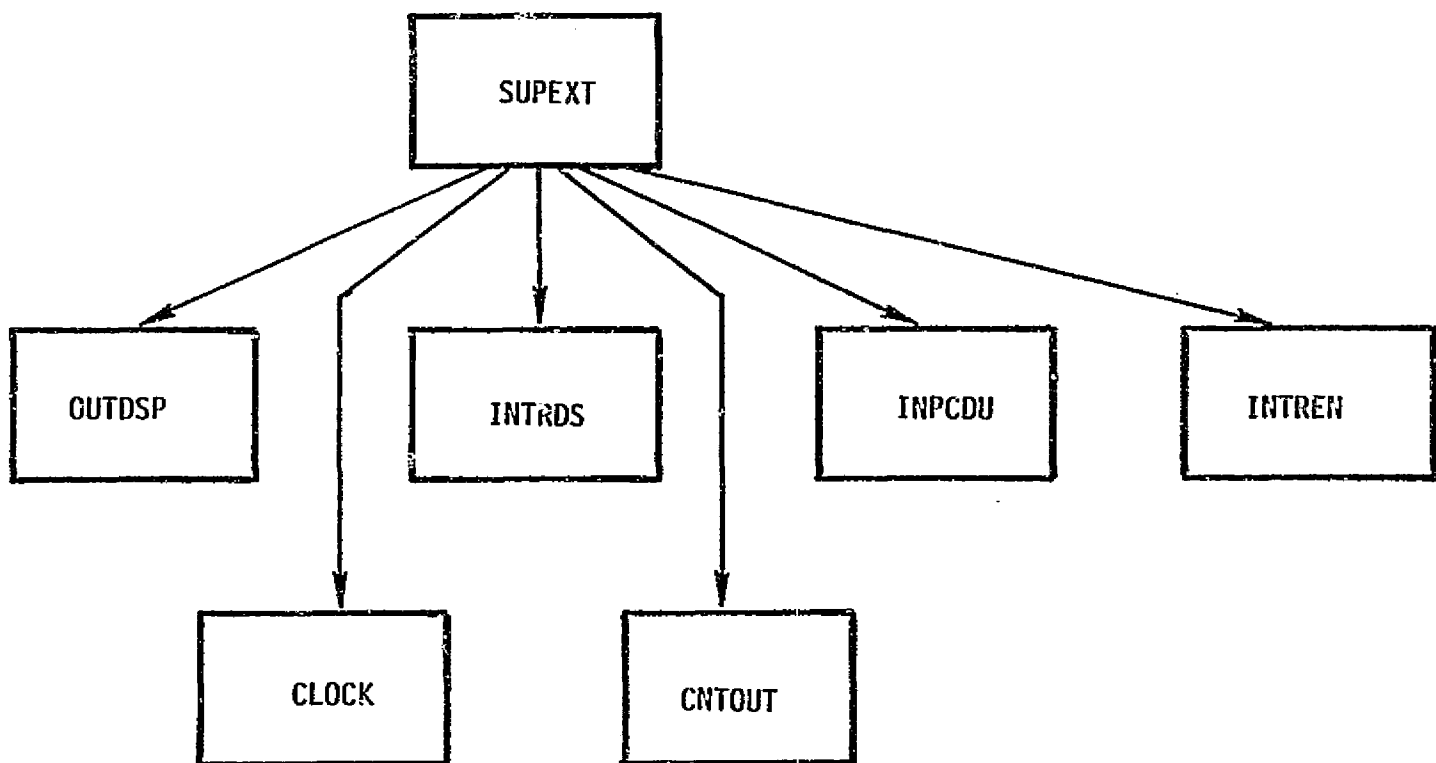 SUPEXT
OUTDSP
INTRDS
INPCDU
INTREN
CLOCK
CNTOUT